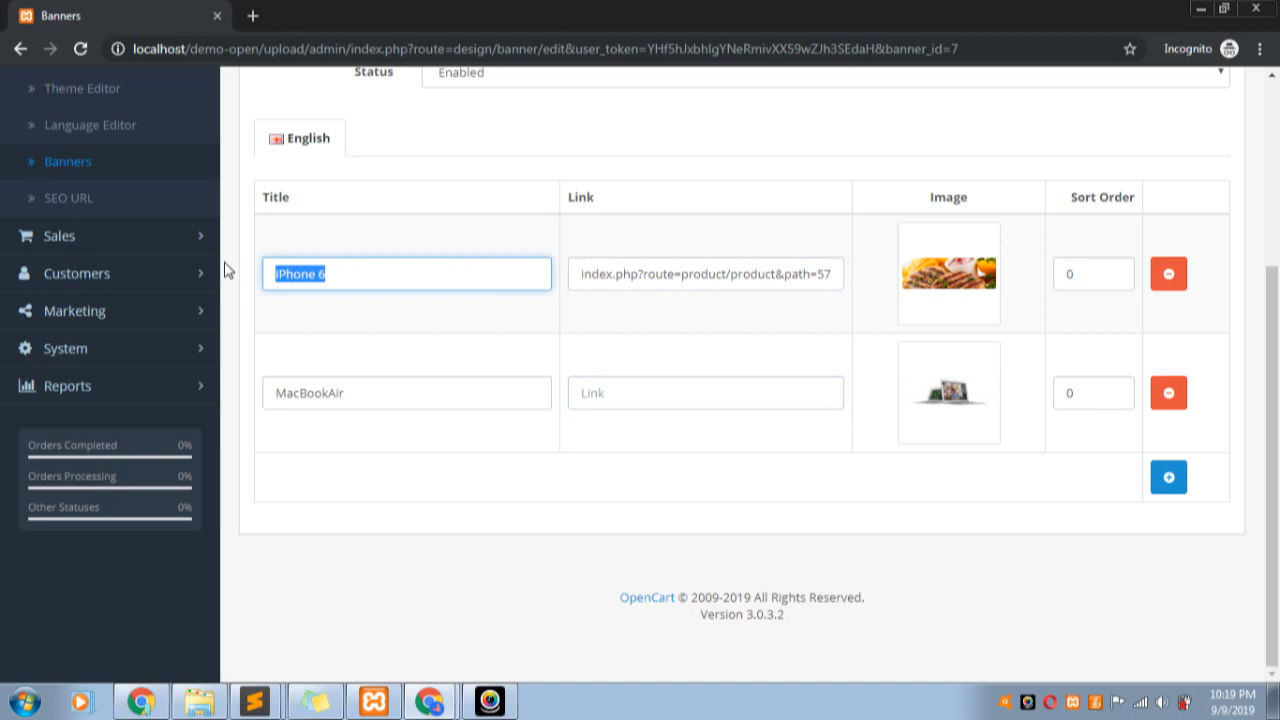 Banners
localhost/demo-open/upload/admin/index.php?route=design/banner/edit&user_token=YHf5hJxbhIgYNeRmivXX59wZJh3SEdaH&banner_id=7
Incognito
Theme Editor
Language Editor
Banners
SEO URL
Sales
Customers
Marketing
System
Reports
Orders Completed 0%
Orders Processing 0%
Other Statuses 0%
Status Enabled
English
Title Link Image Sort Order
iPhone 6 index.php?route=product/product&path=57 0
MacBookAir Link 0
OpenCart © 2009-2019 All Rights Reserved.
Version 3.0.3.2
10:19 PM
9/9/2019